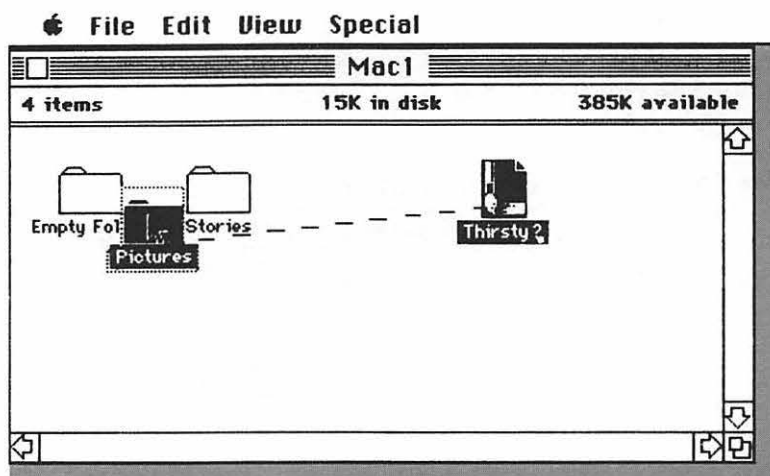 File Edit View Special
Mac1
4 items 15K in disk 385K available
Empty Fol Stories
Pictures Thirsty ?